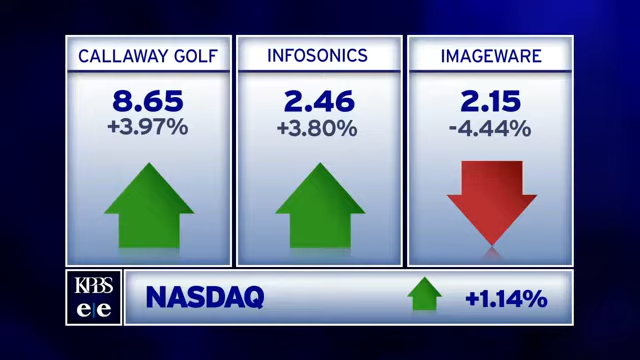 CALLAWAY GOLF
8.65
+3.97%
INFOSONICS
2.46
+3.80%
IMAGEWARE
2.15
-4.44%
KPBS
e|e
NASDAQ
+1.14%